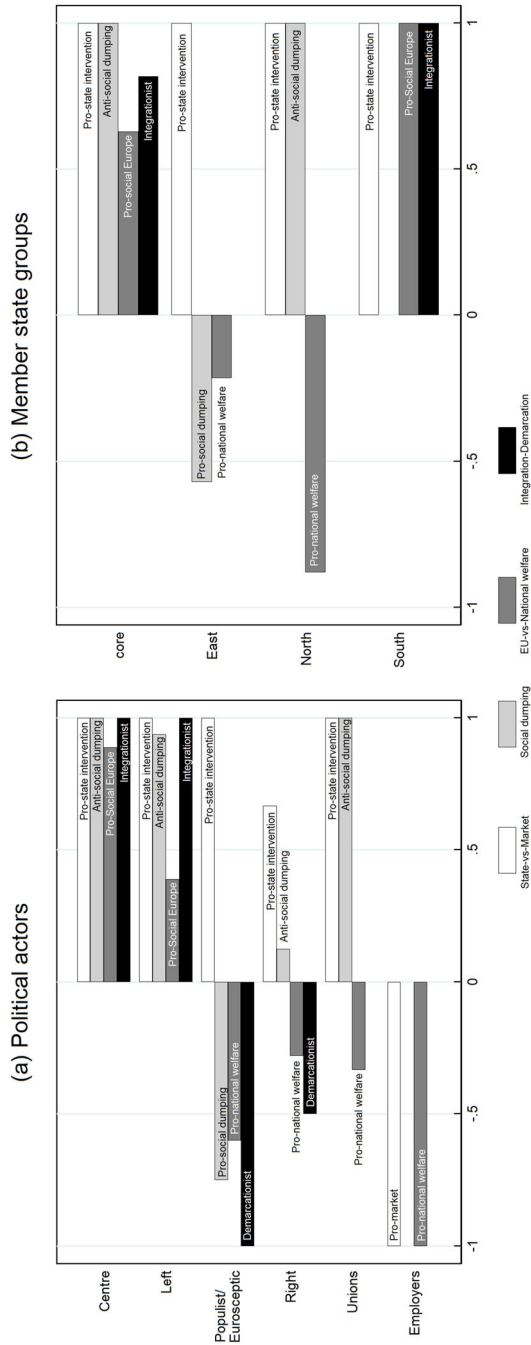 (a) Political actors
Centre
Pro-state intervention
Anti-social dumping
Pro-Social Europe
Integrationist
Left
Pro-state intervention
Anti-social dumping
Pro-Social Europe
Integrationist
Populist/
Eurosceptic
Pro-state intervention
Pro-social dumping
Pro-national welfare
Demarcationist
Right
Pro-state intervention
Anti-social dumping
Pro-national welfare
Demarcationist
Unions
Pro-state intervention
Anti-social dumping
Pro-national welfare
Employers
Pro-market
Pro-national welfare
-1
-.5
0
.5
1
(b) Member state groups
core
Pro-state intervention
Anti-social dumping
Pro-social Europe
Integrationist
East
Pro-state intervention
Pro-social dumping
Pro-national welfare
North
Pro-state intervention
Anti-social dumping
Pro-national welfare
South
Pro-state intervention
Pro-Social Europe
Integrationist
-1
-.5
0
.5
1
State-vs-Market
Social dumping
EU-vs-National welfare
Integration-Demarcation